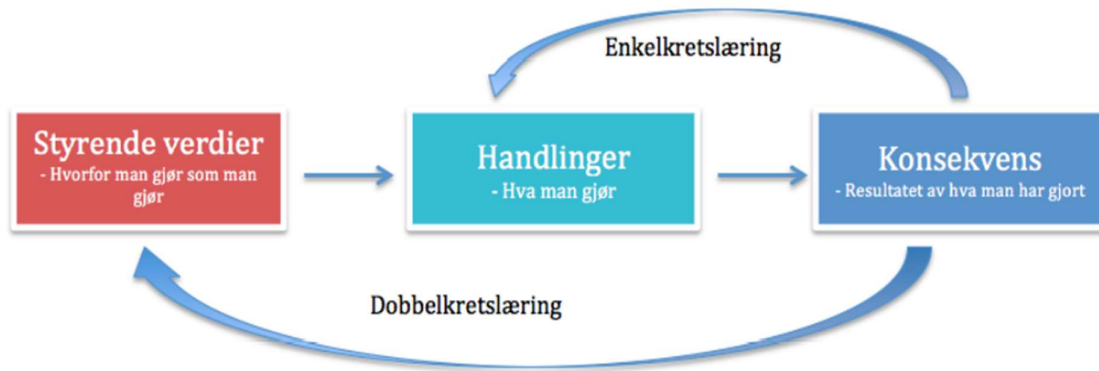 Enkelkretslæring
Styrende verdier
- Hvorfor man gjør som man
gjør
Handlinger
- Hva man gjør
Konsekvens
- Resultatet av hva man har gjort
Dobbelkretslæring